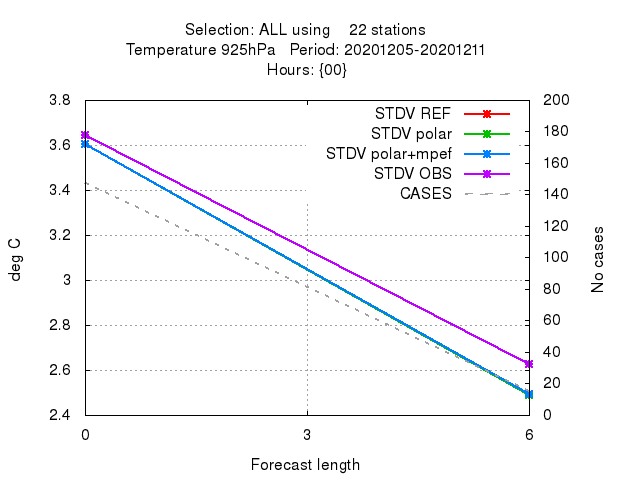 Selection: ALL using 22 stations
Temperature 925hPa Period: 20201205-20201211
Hours: {00}
3.8
3.6
3.4
3.2
3
2.8
2.6
2.4
deg C
STDV REF
STDV polar
STDV polar+mpef
STDV OBS
CASES
200
180
160
140
120
100
80
60
40
20
0
No cases
0 3 6
Forecast length